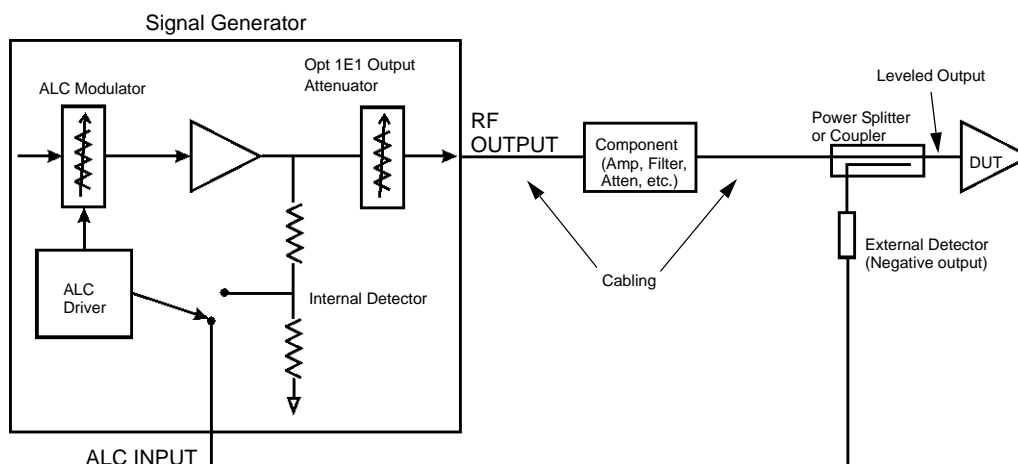 Signal Generator
Opt 1E1 Output
Attenuator
ALC Modulator
Leveled Output
RF
OUTPUT
Power Splitter
or Coupler
Component
(Amp, Filter,
Atten, etc.)
DUT
External Detector
(Negative output)
Cabling
ALC
Driver
Internal Detector
ALC INPUT